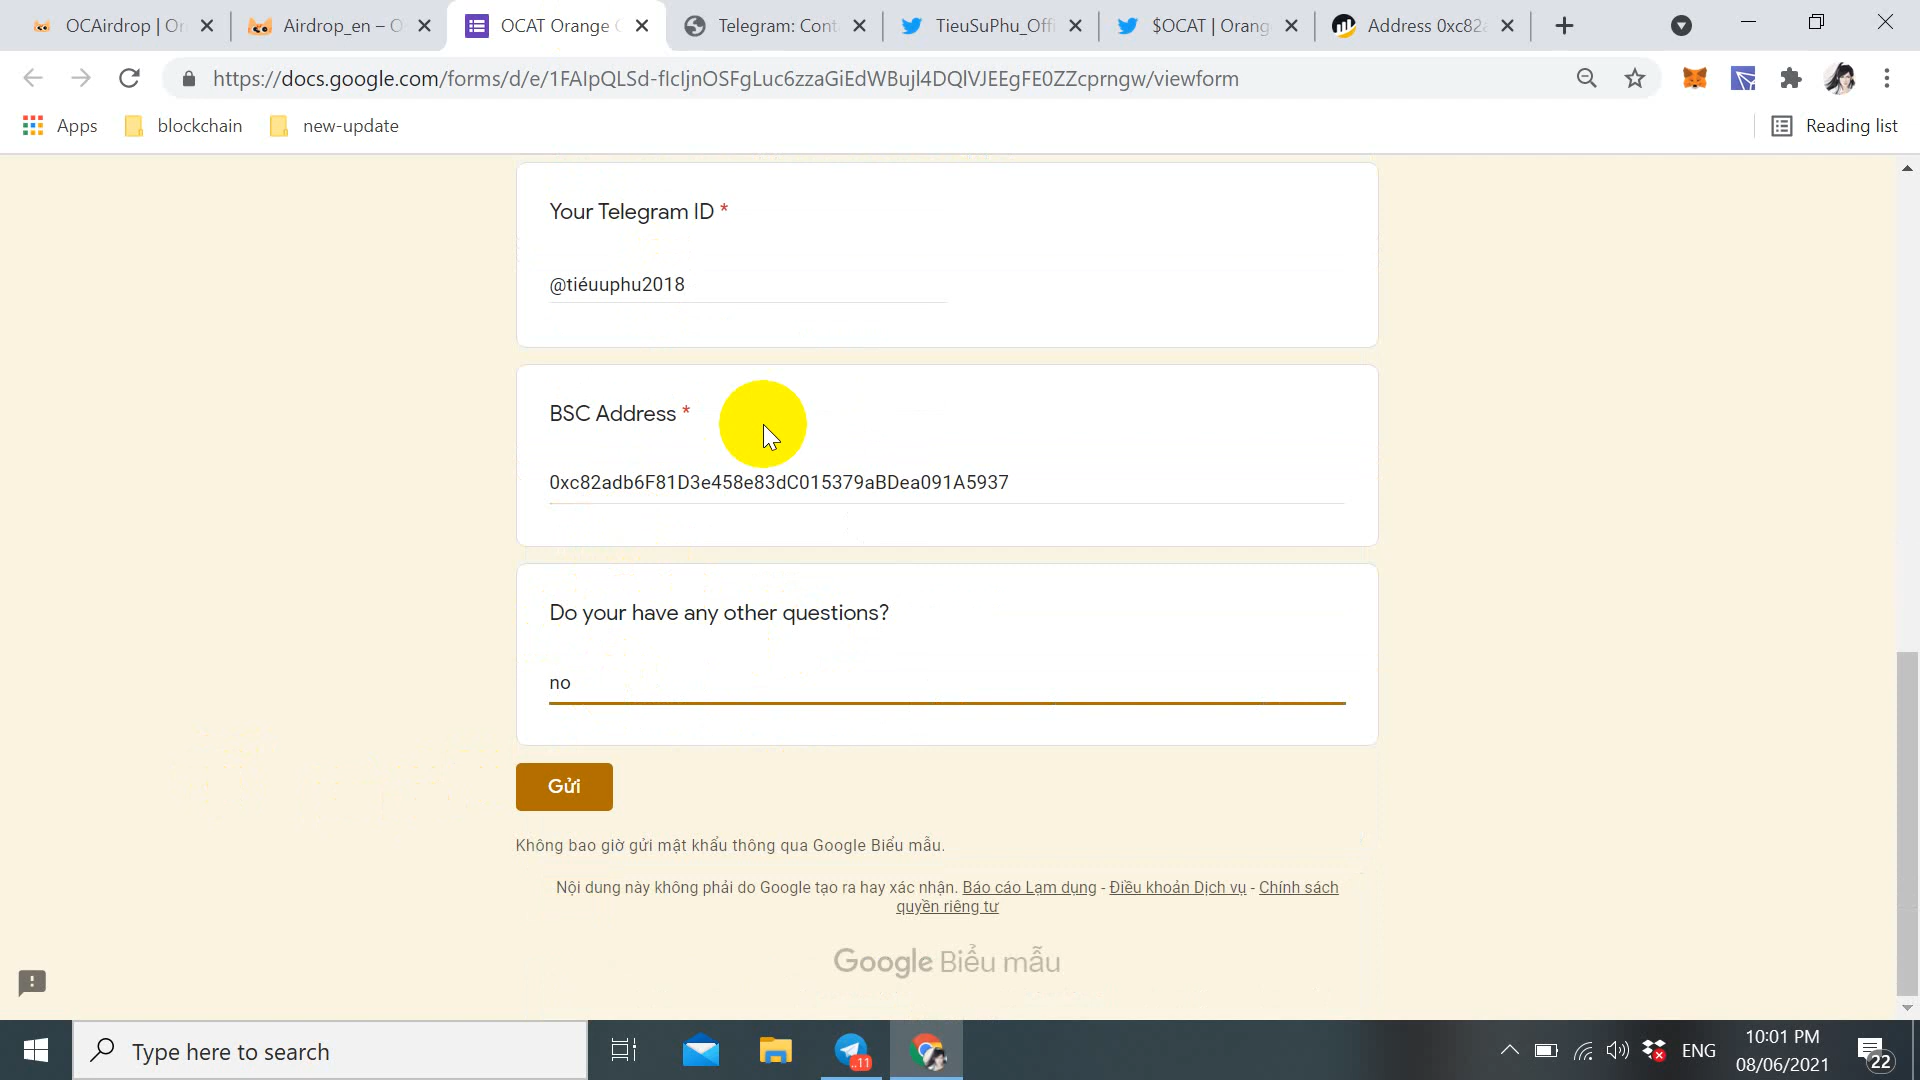 OCAirdrop | Or
Airdrop_en – O
OCAT Orange C
Telegram: Cont
TieuSuPhu_Offi
$OCAT | Orang
Address 0xc82a
https://docs.google.com/forms/d/e/1FAIpQLSd-flcIjnOSFgLuc6zzaGiEdWBujl4DQlVJEEgFE0ZZcprngw/viewform
Apps
blockchain
new-update
Reading list
Your Telegram ID *
@tiéuuphu2018
BSC Address *
0xc82adb6F81D3e458e83dC015379aBDea091A5937
Do your have any other questions?
no
Gửi
Không bao giờ gửi mật khẩu thông qua Google Biểu mẫu.
Nội dung này không phải do Google tạo ra hay xác nhận. Báo cáo Lạm dụng - Điều khoản Dịch vụ - Chính sách
quyền riêng tư
Google Biểu mẫu
Type here to search
..11
ENG
10:01 PM
08/06/2021
22